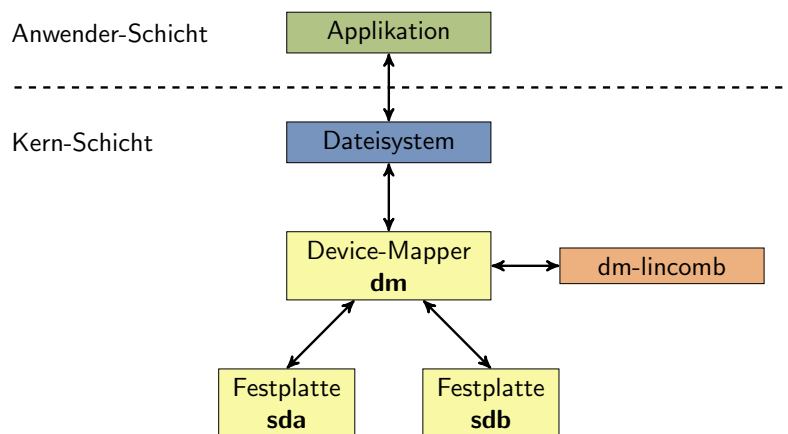 Anwender-Schicht
Applikation
Kern-Schicht
Dateisystem
Device-Mapper
dm
dm-lincomb
Festplatte
sda
Festplatte
sdb